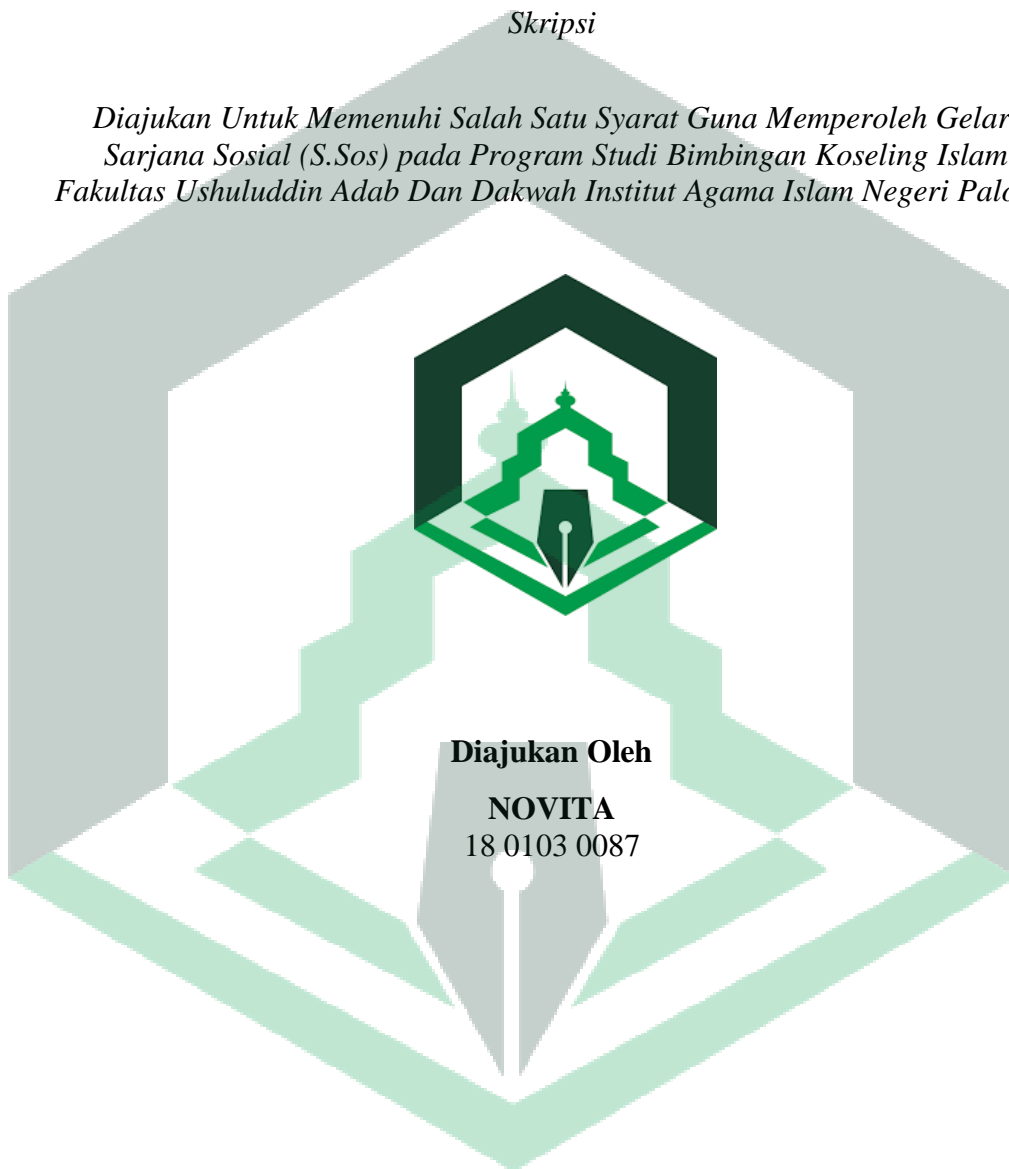 Skripsi
Diajukan Untuk Memenuhi Salah Satu Syarat Guna Memperoleh Gelar
Sarjana Sosial (S.Sos) pada Program Studi Bimbingan Koseling Islam
Fakultas Ushuluddin Adab Dan Dakwah Institut Agama Islam Negeri
Diajukan Oleh
NOVITA
18 0103 0087